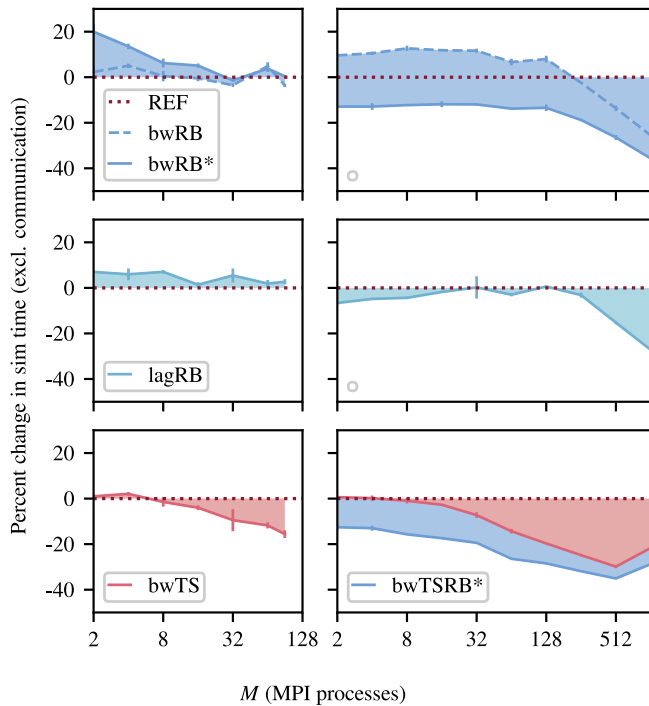 Percent change in sim time (excl. communication)
20
0
-20
-40
REF
bwRB
bwRB*
20
0
-20
-40
lagRB
20
0
-20
-40
bwTS
bwTSRB*
2 8 32 128 2 8 32 128 512
M (MPI processes)